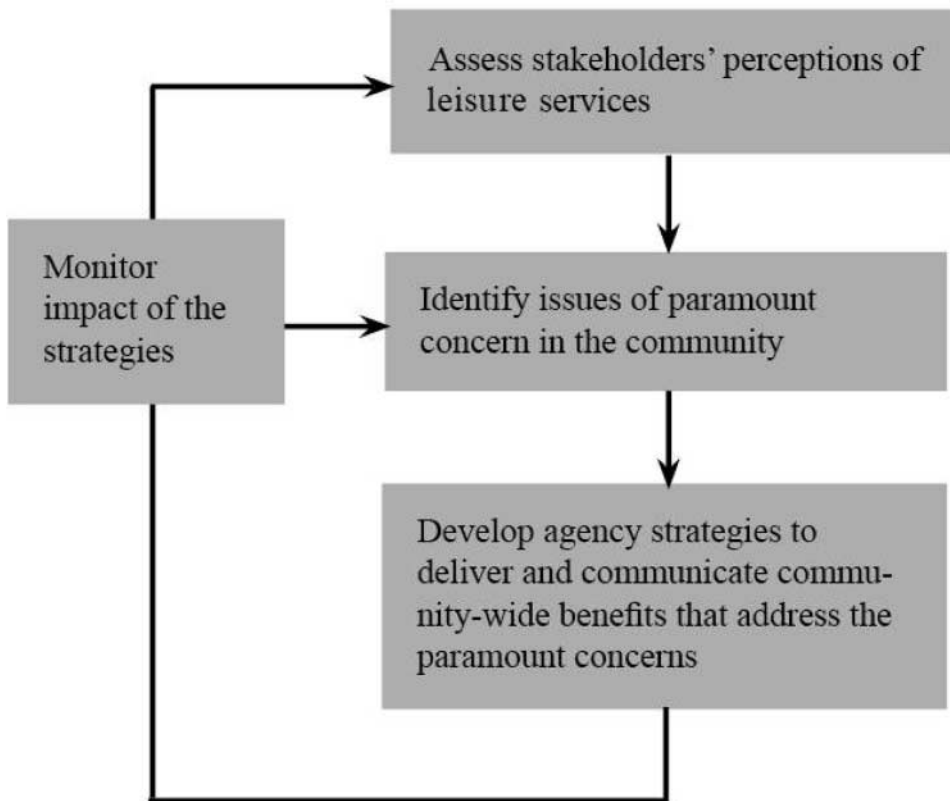 Assess stakeholders’ perceptions of
leisure services
Monitor
impact of the
strategies
Identify issues of paramount
concern in the community
Develop agency strategies to
deliver and communicate commu-
nity-wide benefits that address the
paramount concerns